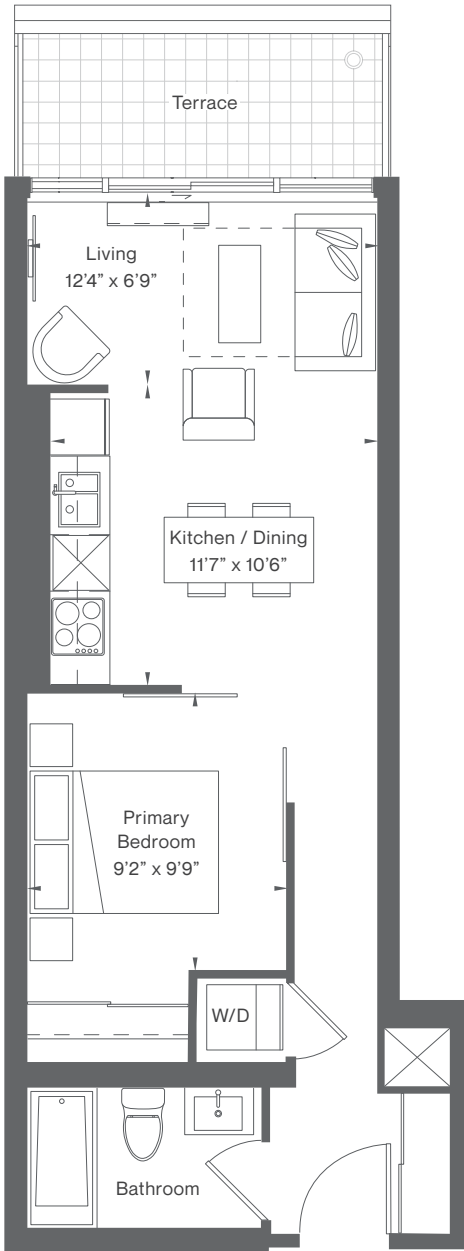 Terrace
Living
12’4” x 6’9”
Kitchen / Dining
11’7” x 10’6”
Primary
Bedroom
9’2” x 9’9”
W/D
Bathroom